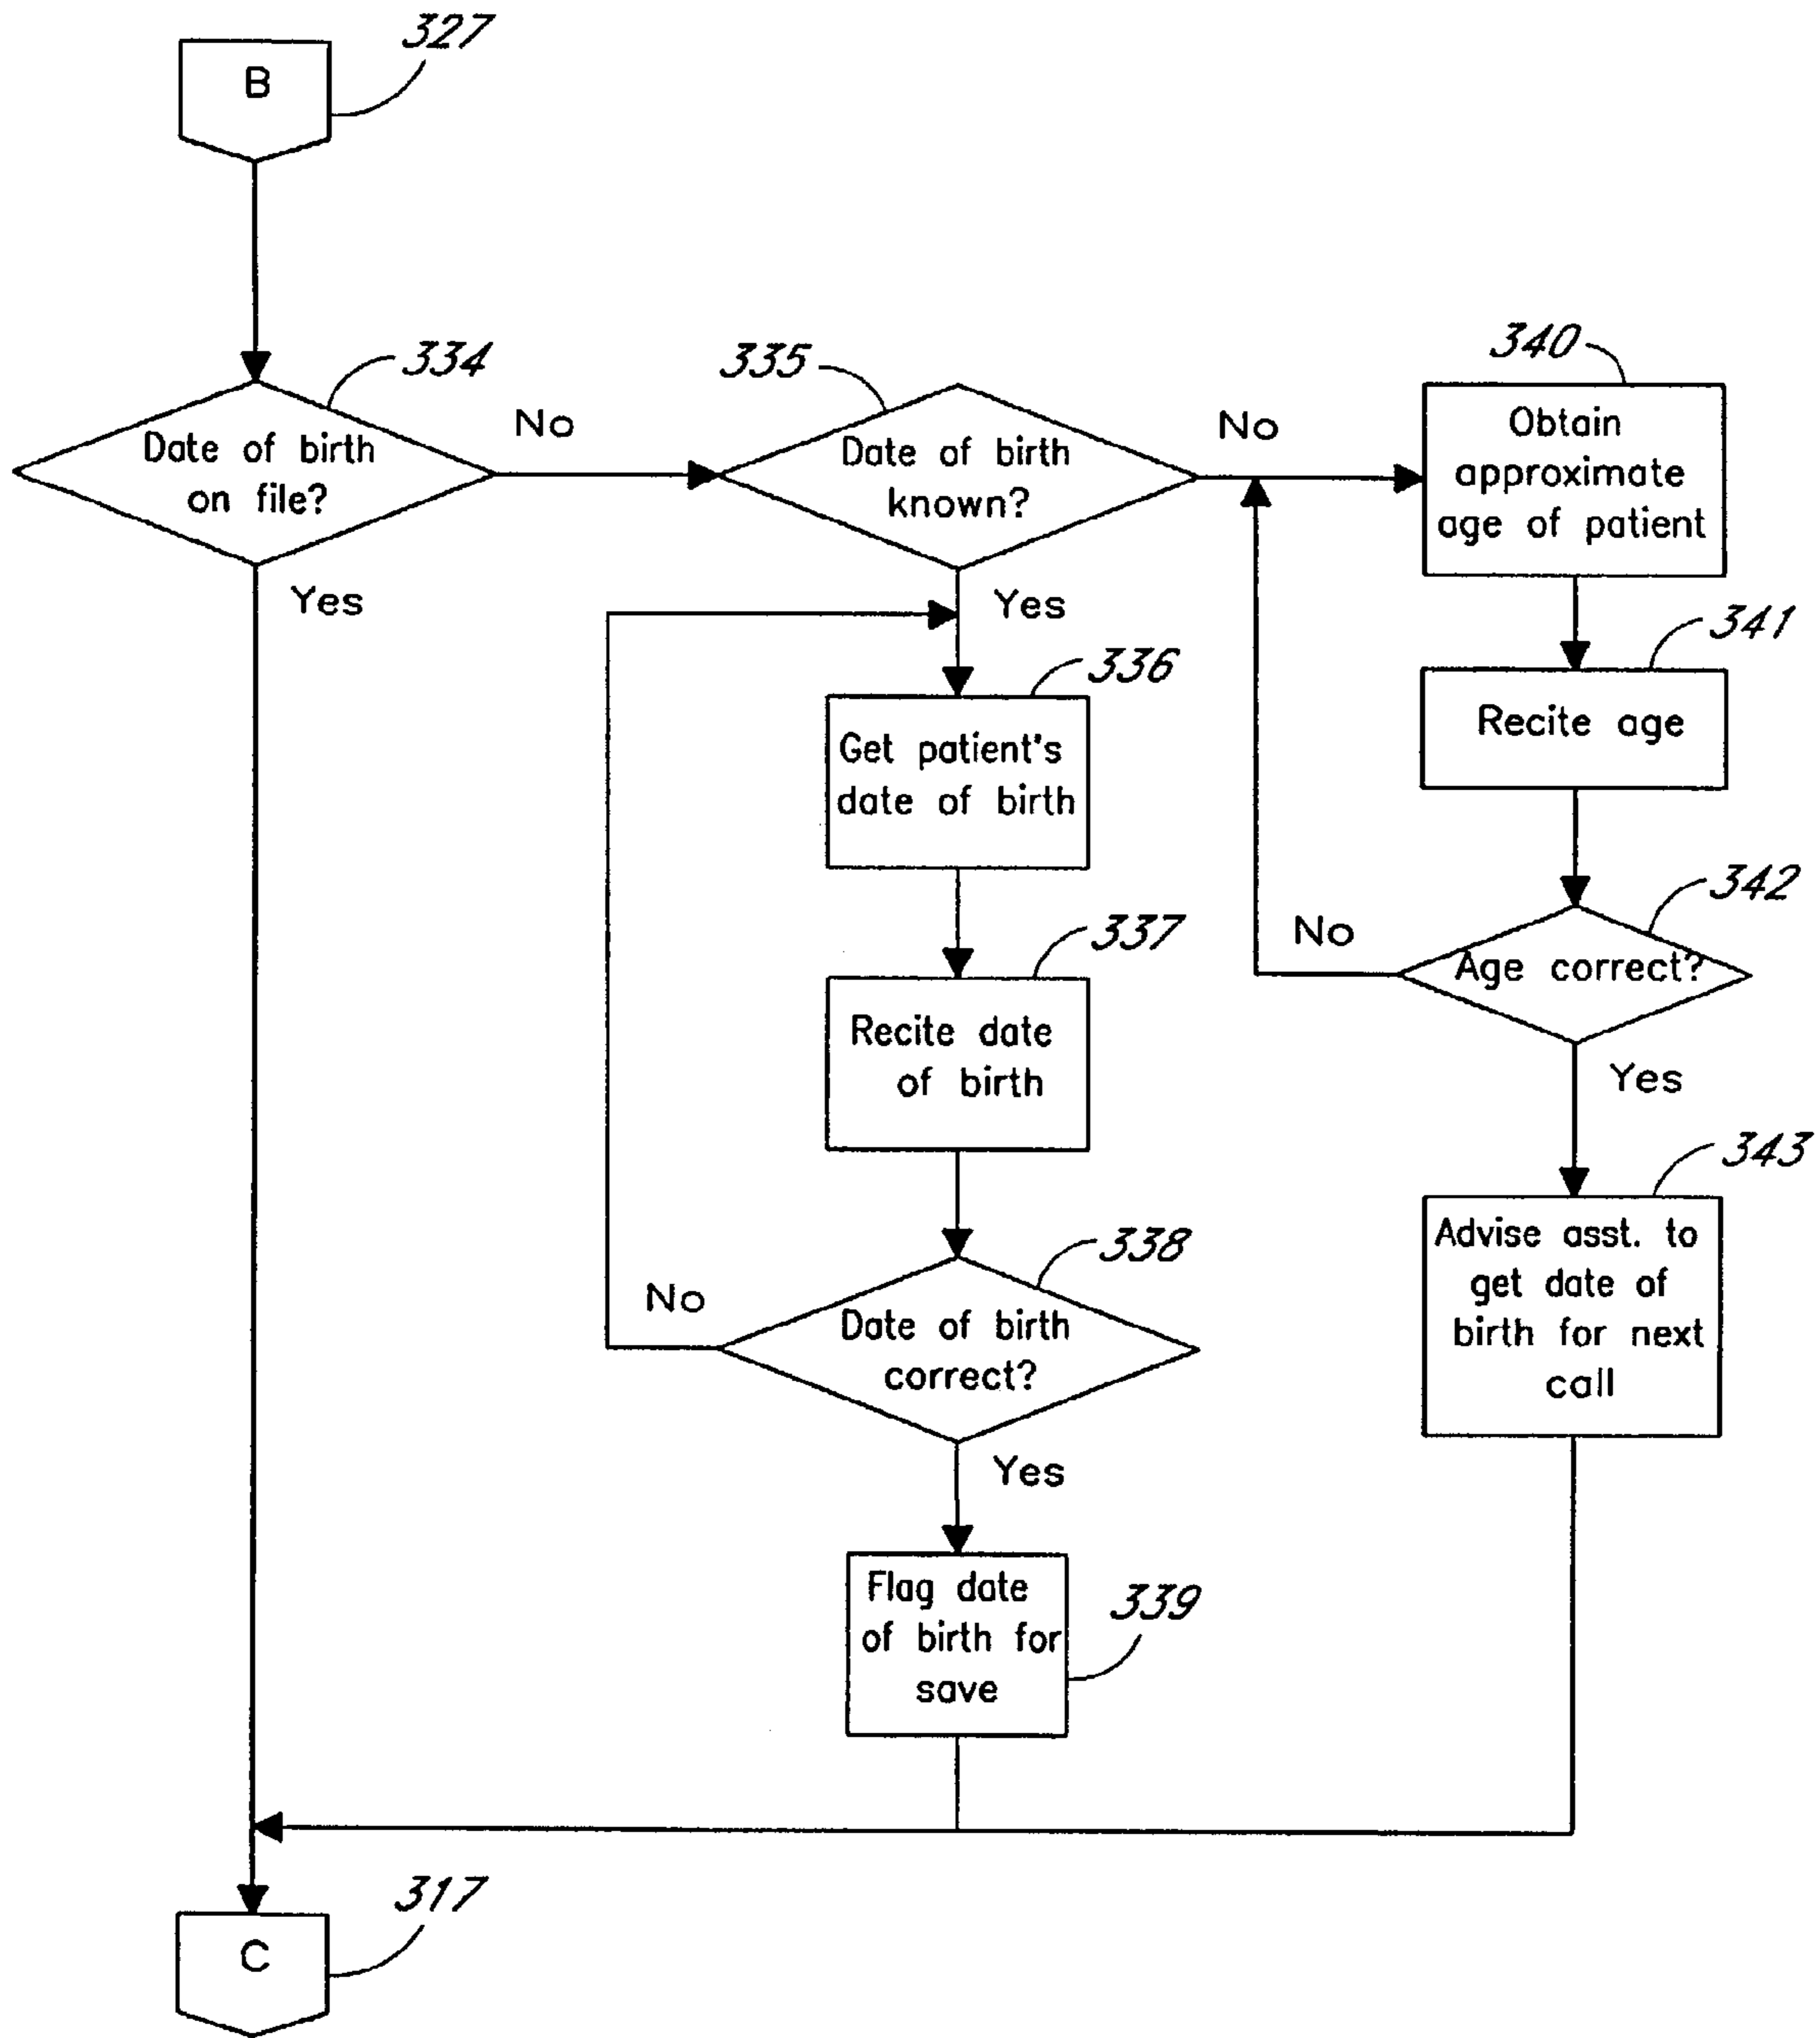 327
B
334
335
340
Date of birth
on file?
No
Date of birth
known?
No
Obtain
approximate
age of patient
Yes
Yes
341
Recite age
336
Get patient's
date of birth
342
No
Age correct?
337
Recite date
of birth
Yes
343
Advise asst. to
get date of
birth for next
call
338
No
Date of birth
correct?
Yes
Flag date
of birth for
save
339
317
C